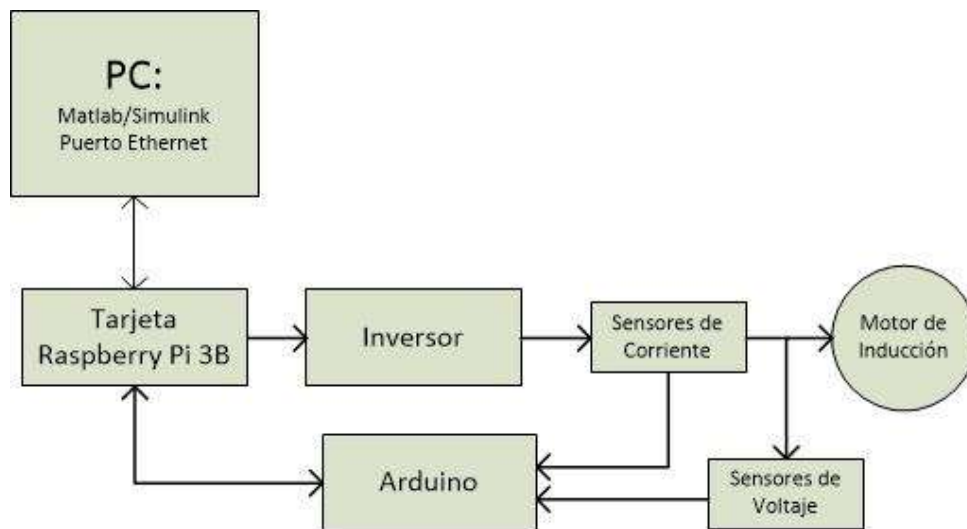 PC:
Matlab/Simulink
Puerto Ethernet
Tarjeta
Raspberry Pi 3B
Inversor
Sensores de
Corriente
Motor de
Inducción
Arduino
Sensores de
Voltaje